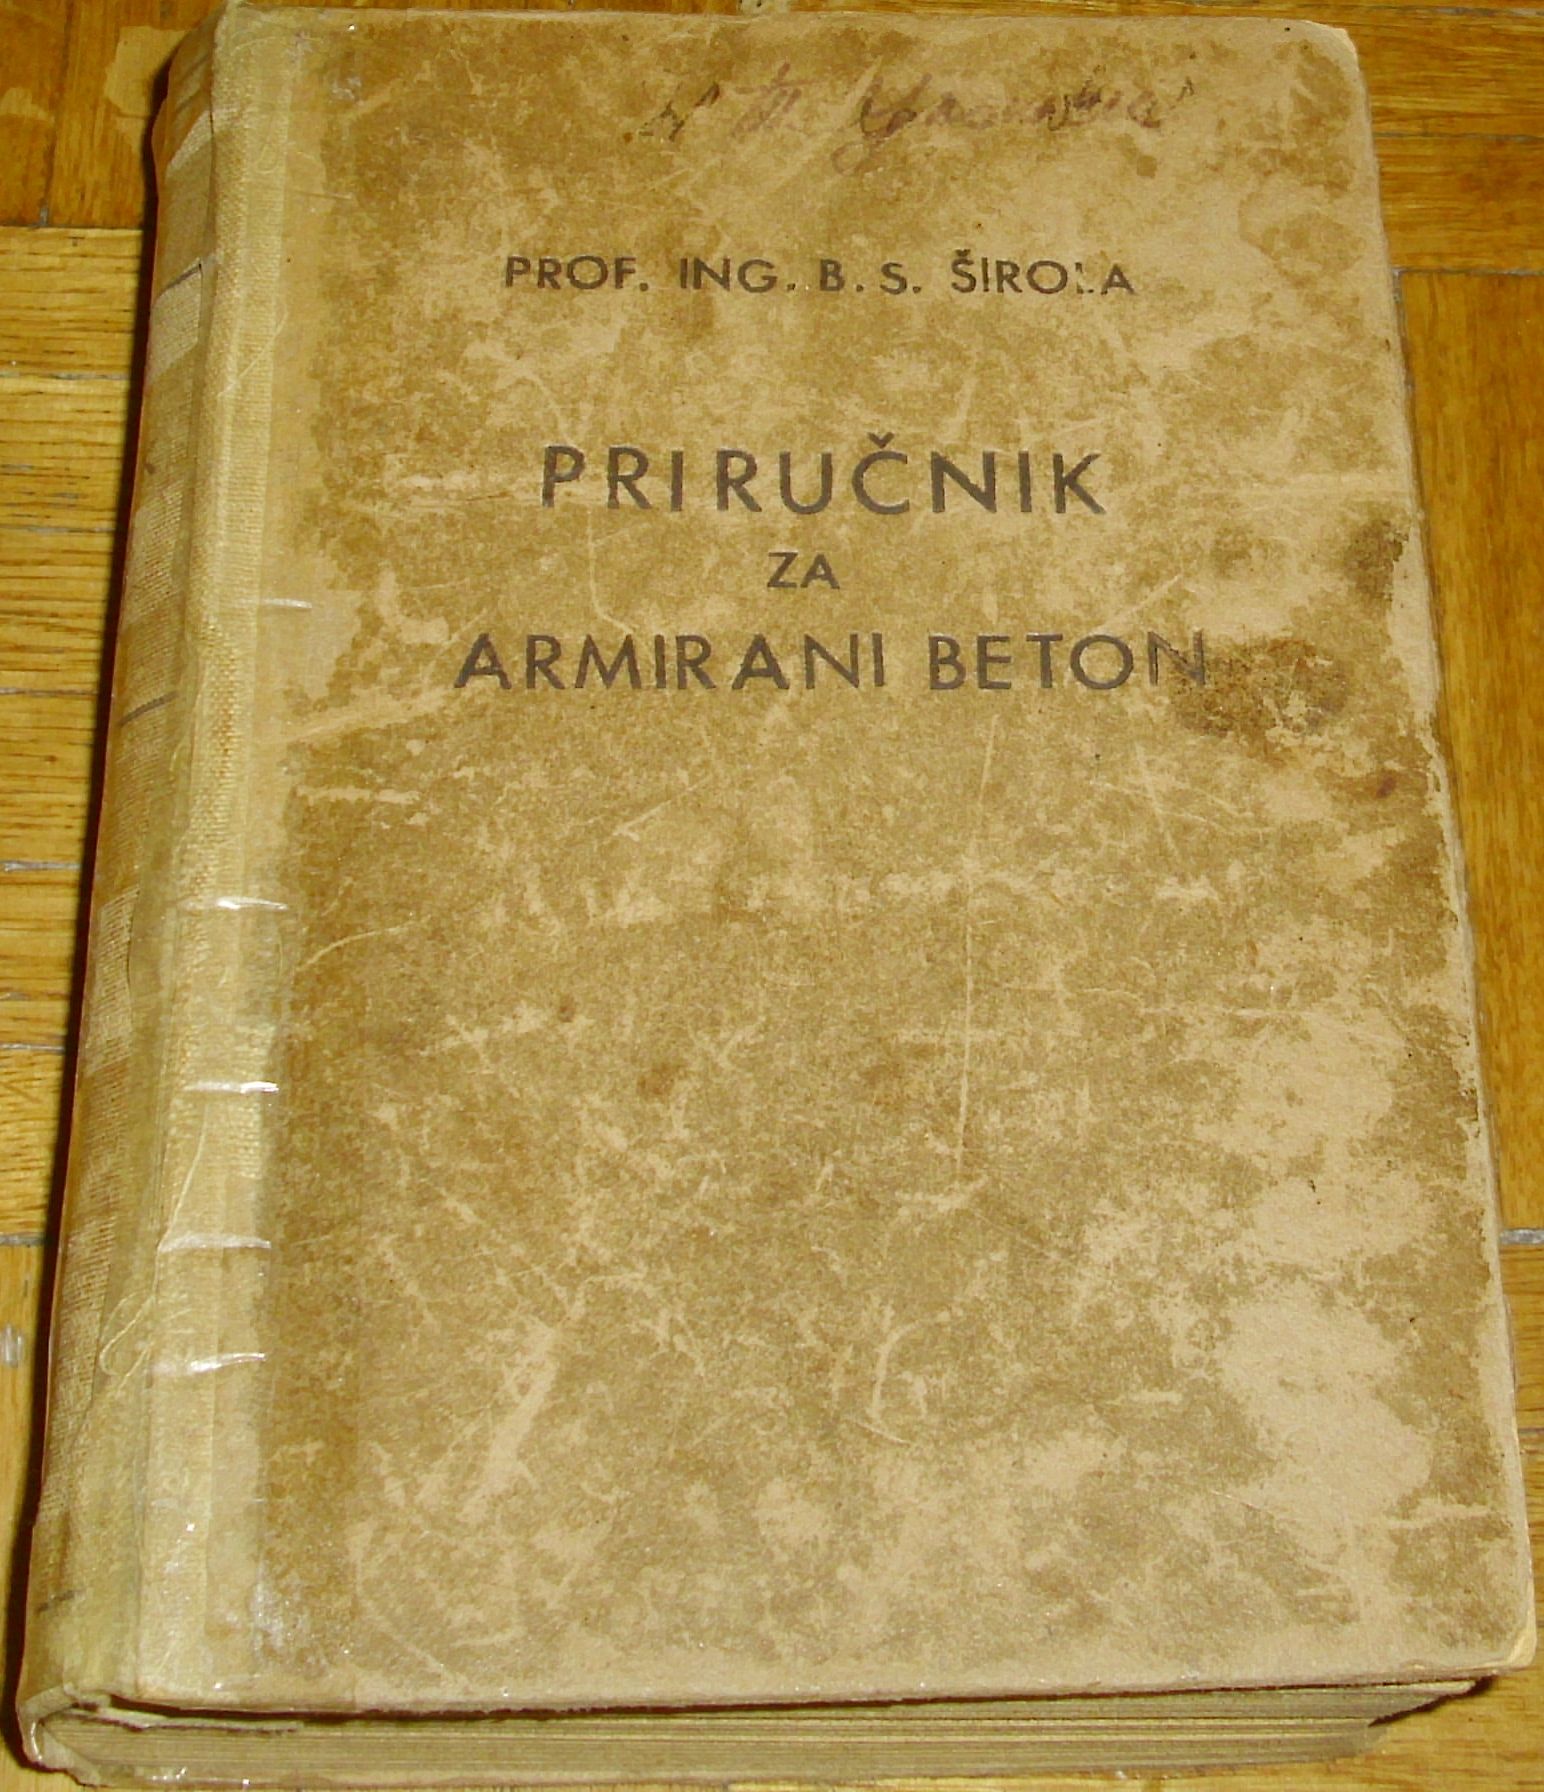 PROF. ING. B. S. ŠIROLA
PRIRUČNIK
ZA
ARMIRANI BETON